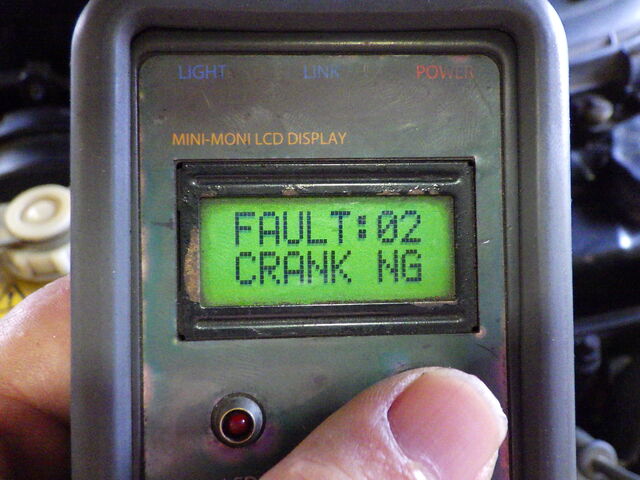 LIGHT LINK POWER
MINI-MONI LCD DISPLAY
FAULT:02
CRANK NG